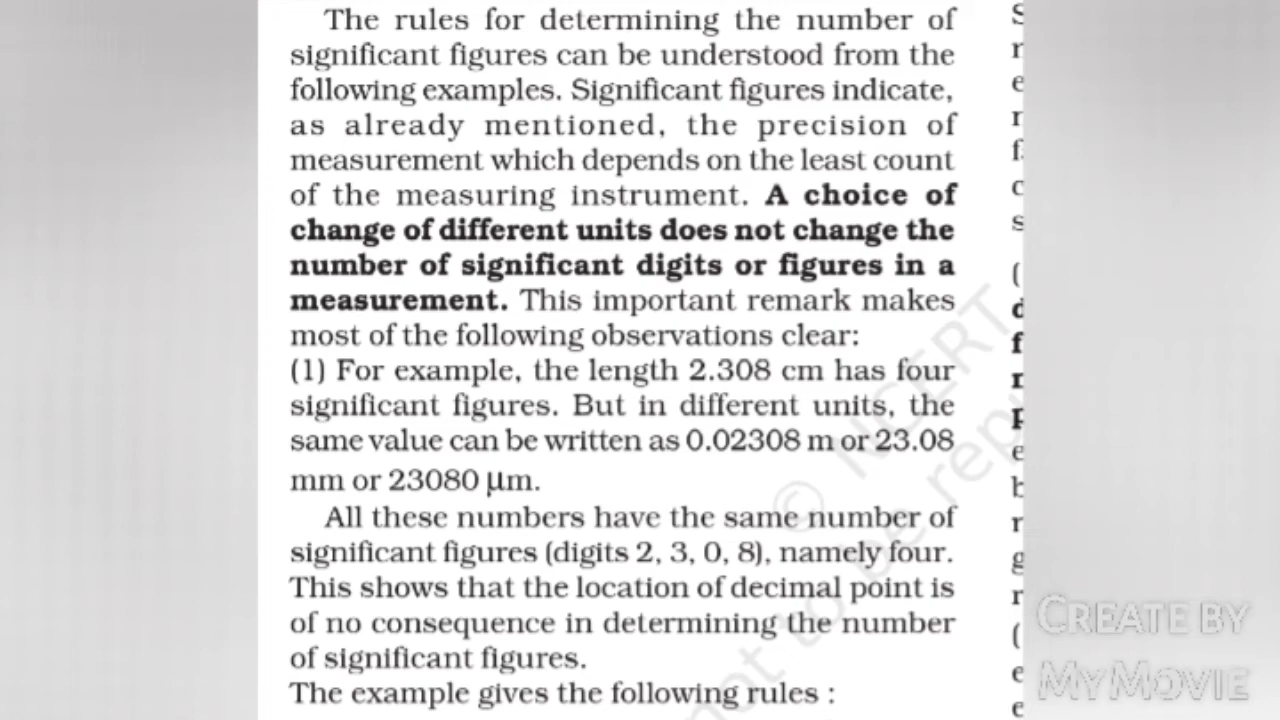 The rules for determining the number of
significant figures can be understood from the
following examples. Significant figures indicate,
as already mentioned, the precision of
measurement which depends on the least count
of the measuring instrument. A choice of
change of different units does not change the
number of significant digits or figures in a
measurement. This important remark makes
most of the following observations clear:
(1) For example, the length 2.308 cm has four
significant figures. But in different units, the
same value can be written as 0.02308 m or 23.08
mm or 23080 μm.
All these numbers have the same number of
significant figures (digits 2, 3, 0, 8), namely four.
This shows that the location of decimal point is
of no consequence in determining the number
of significant figures.
The example gives the following rules :
© NCERT
not to be repu
CREATE BY
MY MOVIE